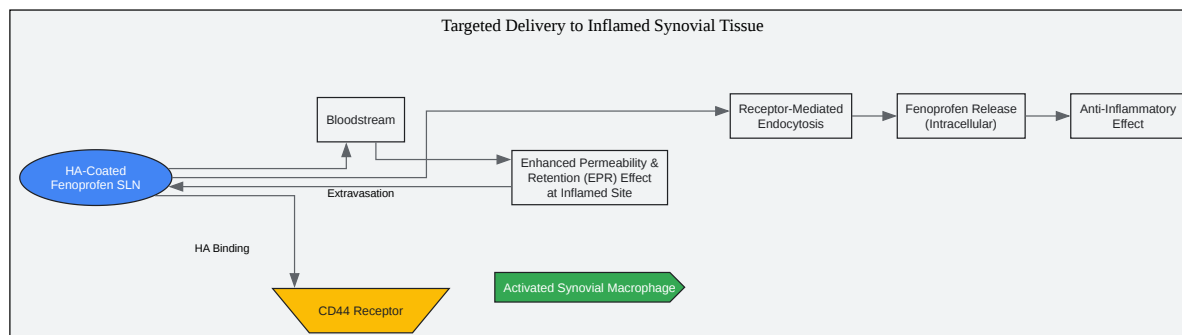 Targeted Delivery to Inflamed Synovial Tissue
Bloodstream
Receptor-Mediated
Endocytosis
Fenoprofen Release
(Intracellular)
Anti-Inflammatory
Effect
HA-Coated
Fenoprofen SLN
Enhanced Permeability &
Retention (EPR) Effect
at Inflamed Site
Extravasation
HA Binding
Activated Synovial Macrophage
CD44 Receptor